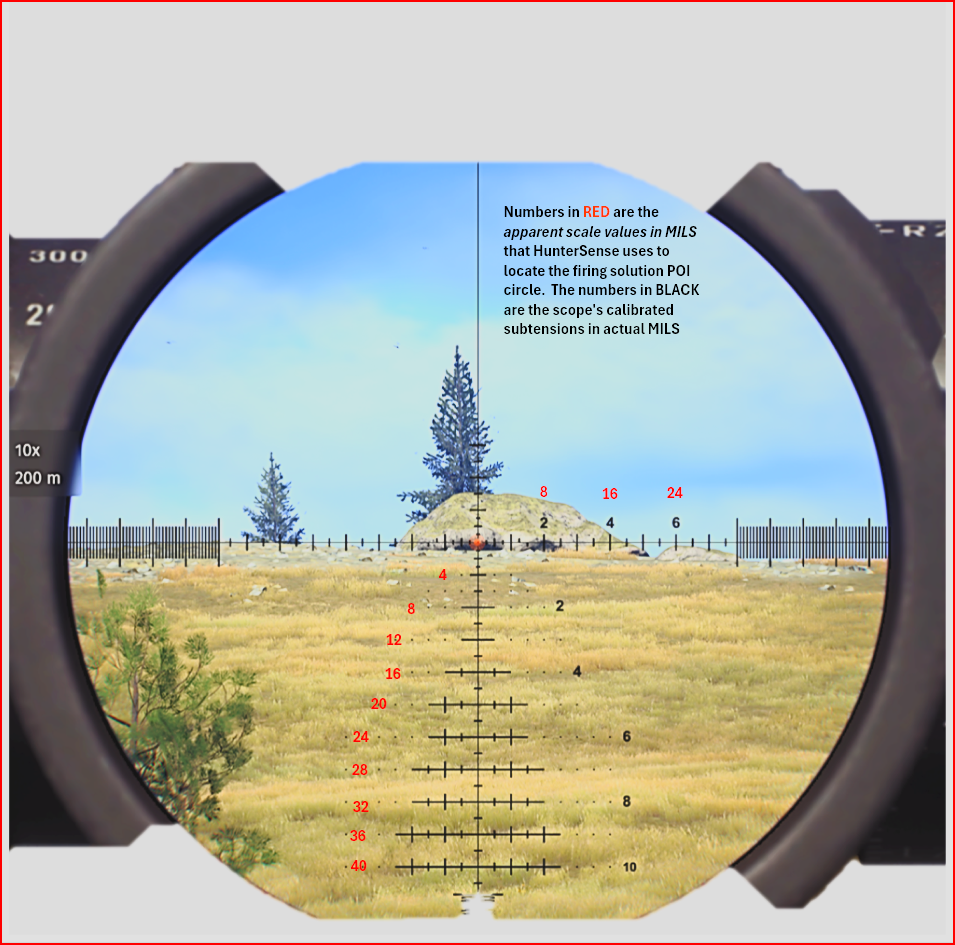 Numbers in RED are the
apparent scale values in MILS
that HunterSense uses to
locate the firing solution POI
circle. The numbers in BLACK
are the scope's calibrated
subtensions in actual MILS
300
10x
200 m
8 16 24
2 4 6
4
8 2
12
16 4
20
24 6
28
32 8
36
40 10